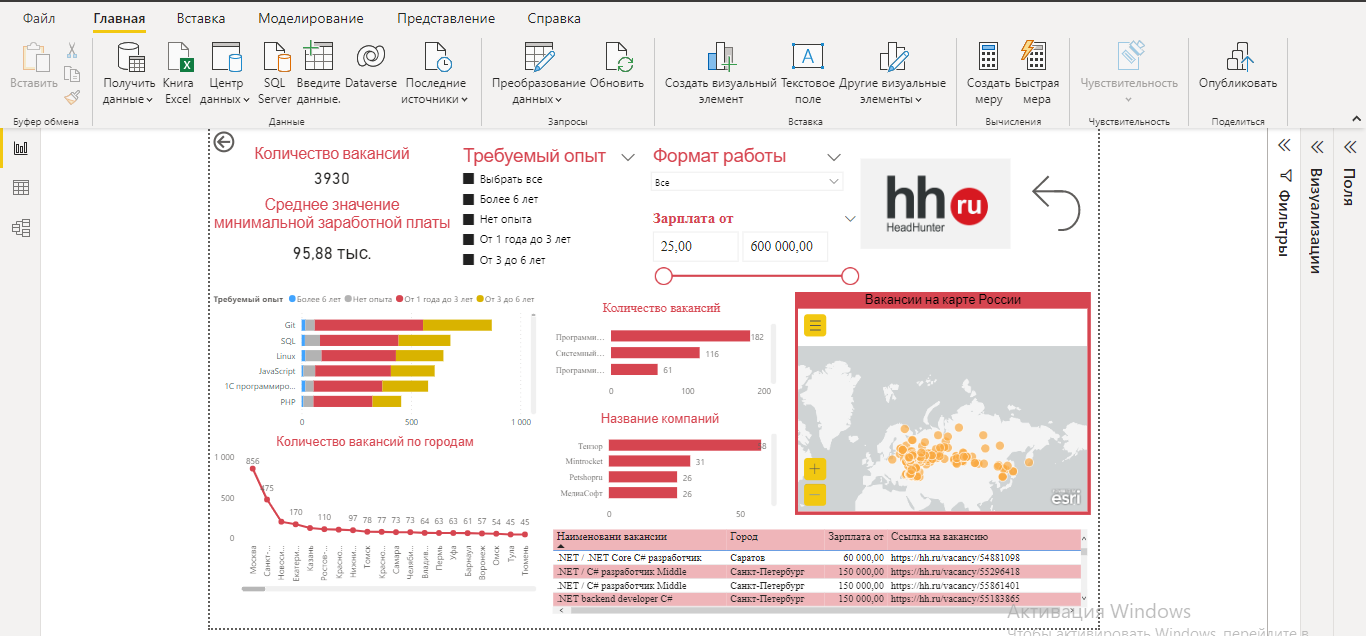 Файл Главная Вставка Моделирование Представление Справка
Вставить
Получить данные
Книга Excel
Центр данных
SQL Server
Введите данные.
Dataverse
Последние источники
Преобразование данных
Обновить
Создать визуальный элемент
Текстовое поле
Другие визуальные элементы
Создать меру
Быстрая мера
Чувствительность
Опубликовать
Буфер обмена
Данные
Запросы
Вставка
Вычисления
Чувствительность
Поделиться
Количество вакансий
3930
Среднее значение
минимальной заработной платы
95,88 тыс.
Требуемый опыт
Выбрать все
Более 6 лет
Нет опыта
От 1 года до 3 лет
От 3 до 6 лет
Формат работы
Все
Зарплата от
25,00 600 000,00
hh ru
HeadHunter
Фильтры
Визуализации
Поля
Требуемый опыт Более 6 лет Нет опыта От 1 года до 3 лет От 3 до 6 лет
Git
SQL
Linux
JavaScript
1С программиро...
PHP
0 500 1 000
Количество вакансий по городам
1 000
500
0
856 475 170 110 97 78 77 73 73 64 63 63 61 57 54 45 45
Москва
Санкт-...
Новоси...
Екатери...
Казань
Ростов-...
Красно...
Нижни...
Томск
Красно...
Самара
Челяби...
Владив...
Пермь
Уфа
Барнаул
Воронеж
Омск
Тула
Тюмень
Количество вакансий
Программи... 182
Системный... 116
Программи... 61
0 100 200
Название компаний
Тензор 8
Mintrocket 31
Petshopru 26
МедиаСофт 26
0 50
Вакансии на карте России
esri
Наименовани вакансии Город Зарплата от Ссылка на вакансию
.NET / .NET Core C# разработчик Саратов 60 000,00 https://hh.ru/vacancy/54881098
.NET / C# разработчик Middle Санкт-Петербург 150 000,00 https://hh.ru/vacancy/55296418
.NET / C# разработчик Middle Санкт-Петербург 150 000,00 https://hh.ru/vacancy/55861401
.NET backend developer C# Санкт-Петербург 150 000,00 https://hh.ru/vacancy/55183865
Активация Windows
Чтобы активировать Windows, перейдите в